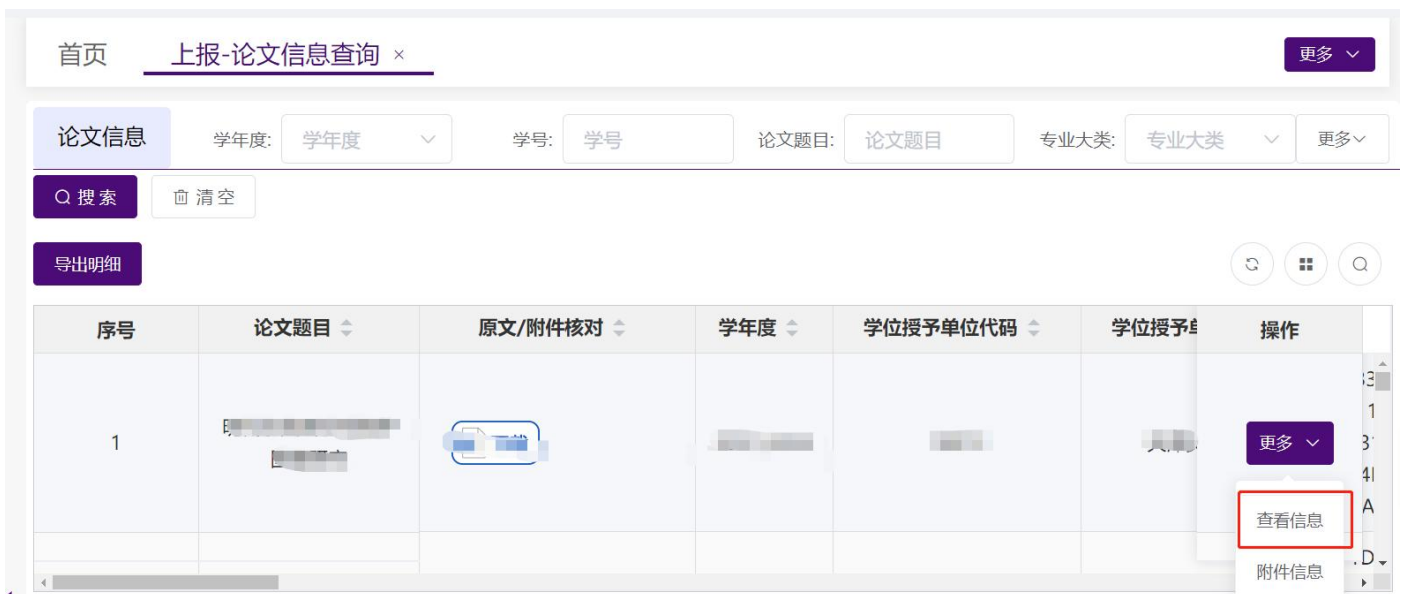 首页 上报-论文信息查询 × 更多
论文信息 学年度: 学年度 学号: 学号 论文题目: 论文题目 专业大类: 专业大类 更多
搜索 清空
导出明细
序号 论文题目 原文/附件核对 学年度 学位授予单位代码 学位授予 操作
1 更多
查看信息
附件信息